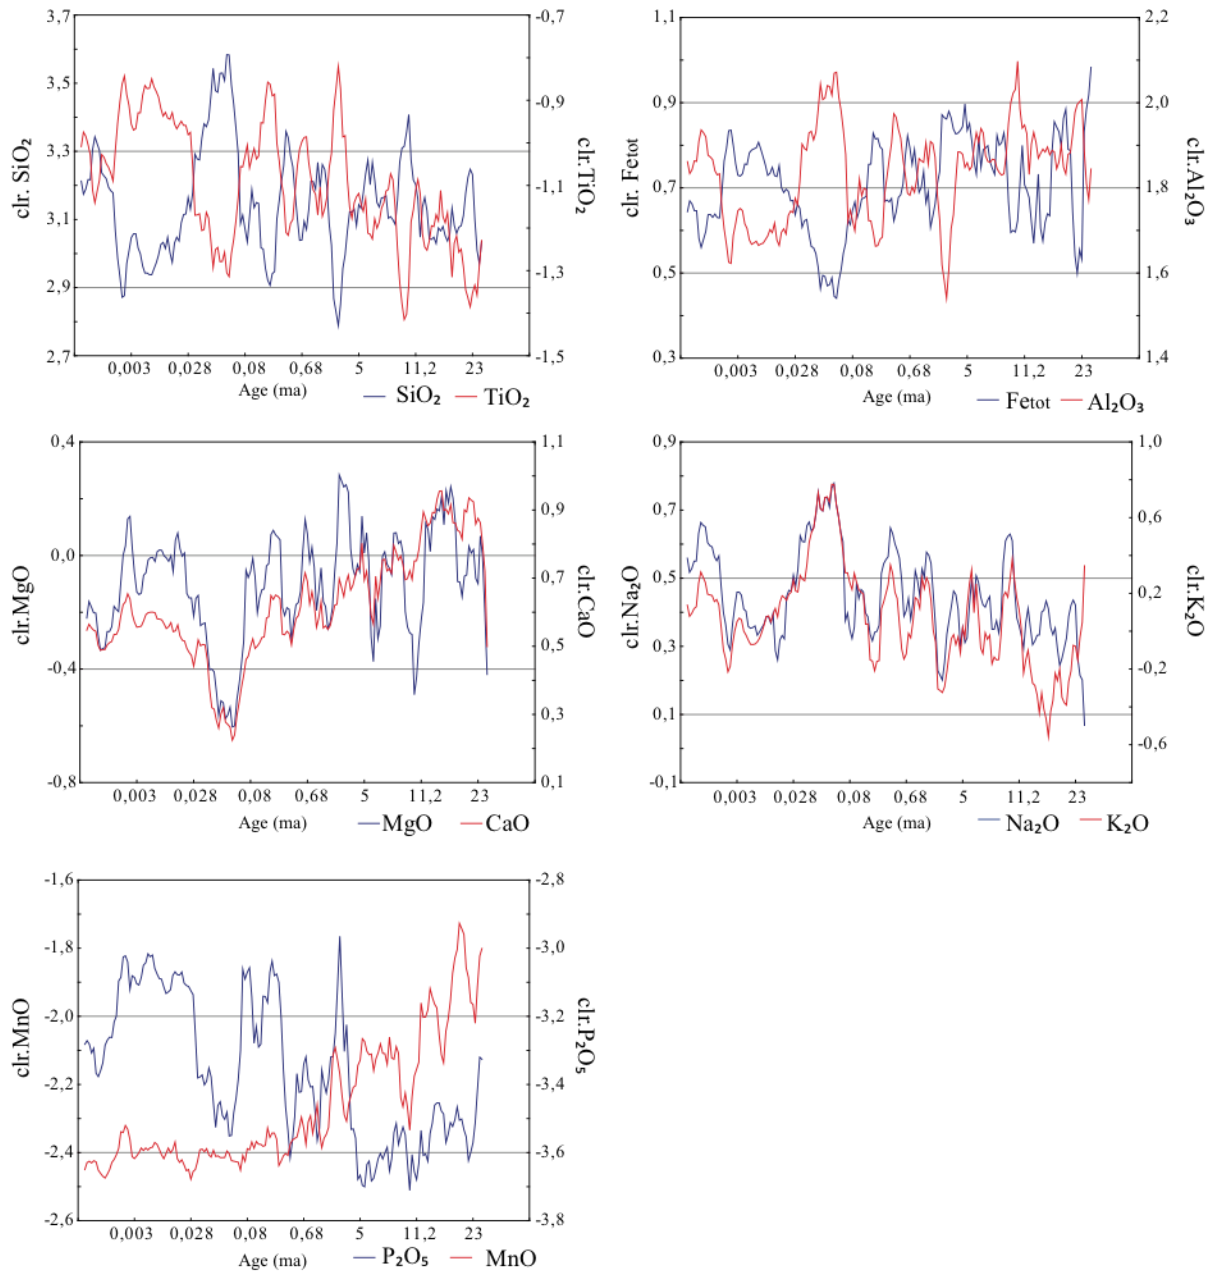 3,7
3,5
3,3
3,1
2,9
2,7
clr. SiO₂
-0,7
-0,9
-1,1
-1,3
-1,5
clr.TiO₂
0,003 0,028 0,08 0,68 5 11,2 23
Age (ma)
SiO₂ TiO₂
1,1
0,9
0,7
0,5
0,3
clr. Fetot
2,2
2,0
1,8
1,6
1,4
clr.Al₂O₃
0,003 0,028 0,08 0,68 5 11,2 23
Age (ma)
Fetot Al₂O₃
0,4
0,0
-0,4
-0,8
clr.MgO
1,1
0,9
0,7
0,5
0,3
0,1
clr.CaO
0,003 0,028 0,08 0,68 5 11,2 23
Age (ma)
MgO CaO
0,9
0,7
0,5
0,3
0,1
-0,1
clr.Na₂O
1,0
0,6
0,2
-0,2
-0,6
clr.K₂O
0,003 0,028 0,08 0,68 5 11,2 23
Age (ma)
Na₂O K₂O
-1,6
-1,8
-2,0
-2,2
-2,4
-2,6
clr.MnO
-2,8
-3,0
-3,2
-3,4
-3,6
-3,8
clr.P₂O₅
0,003 0,028 0,08 0,68 5 11,2 23
Age (ma)
P₂O₅ MnO